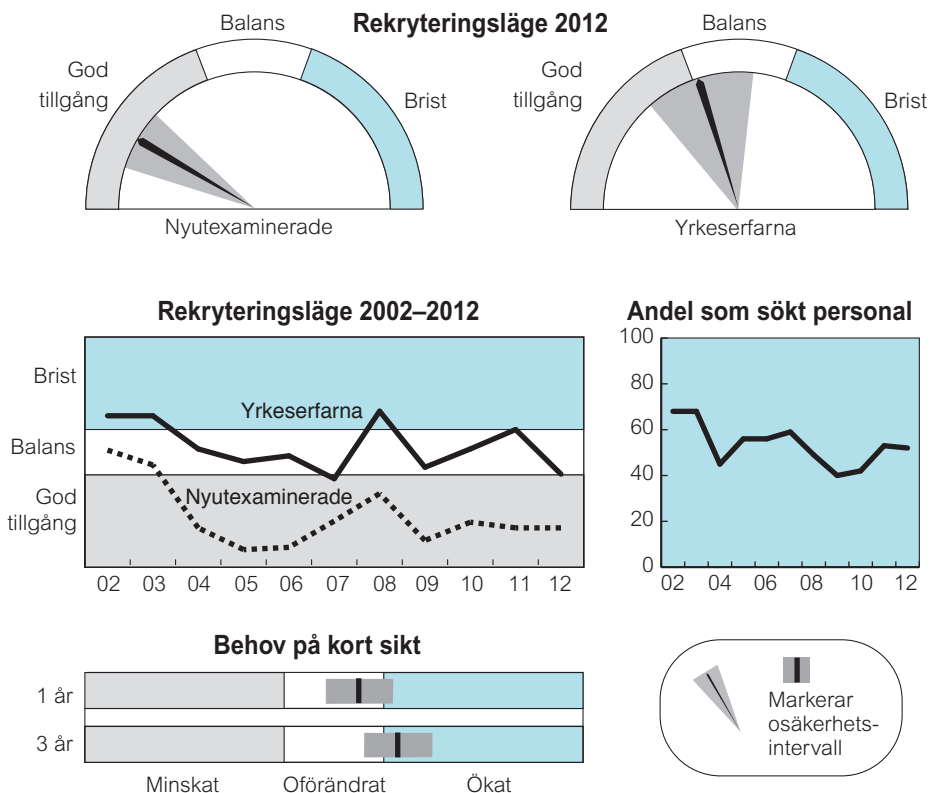 Rekryteringsläge 2012
Balans
God
tillgång
Brist
Nyutexaminerade
Balans
God
tillgång
Brist
Yrkeserfarna
Rekryteringsläge 2002–2012
Brist
Balans
God
tillgång
Yrkeserfarna
Nyutexaminerade
02 03 04 05 06 07 08 09 10 11 12
Andel som sökt personal
100
80
60
40
20
0
02 04 06 08 10 12
Behov på kort sikt
1 år
3 år
Minskat Oförändrat Ökat
Markerar
osäkerhets-
intervall